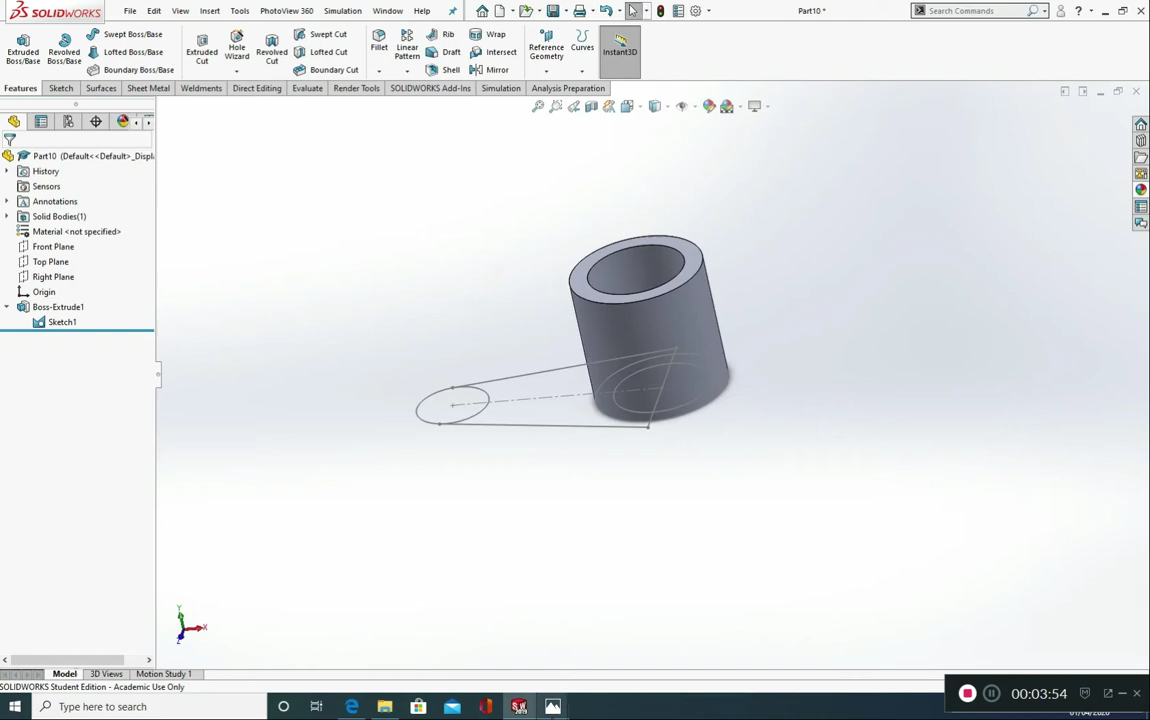 SOLIDWORKS File Edit View Insert Tools PhotoView 360 Simulation Window Help Part10 * Search Commands
Extruded Boss/Base
Revolved Boss/Base
Swept Boss/Base
Lofted Boss/Base
Boundary Boss/Base
Extruded Cut
Hole Wizard
Revolved Cut
Swept Cut
Lofted Cut
Boundary Cut
Fillet
Linear Pattern
Rib
Draft
Shell
Wrap
Intersect
Mirror
Reference Geometry
Curves
Instant3D
Features Sketch Surfaces Sheet Metal Weldments Direct Editing Evaluate Render Tools SOLIDWORKS Add-Ins Simulation Analysis Preparation
Part10 (Default<<Default>_Displ
History
Sensors
Annotations
Solid Bodies(1)
Material <not specified>
Front Plane
Top Plane
Right Plane
Origin
Boss-Extrude1
Sketch1
Y
X
Z
Model 3D Views Motion Study 1
SOLIDWORKS Student Edition - Academic Use Only
Type here to search
00:03:54